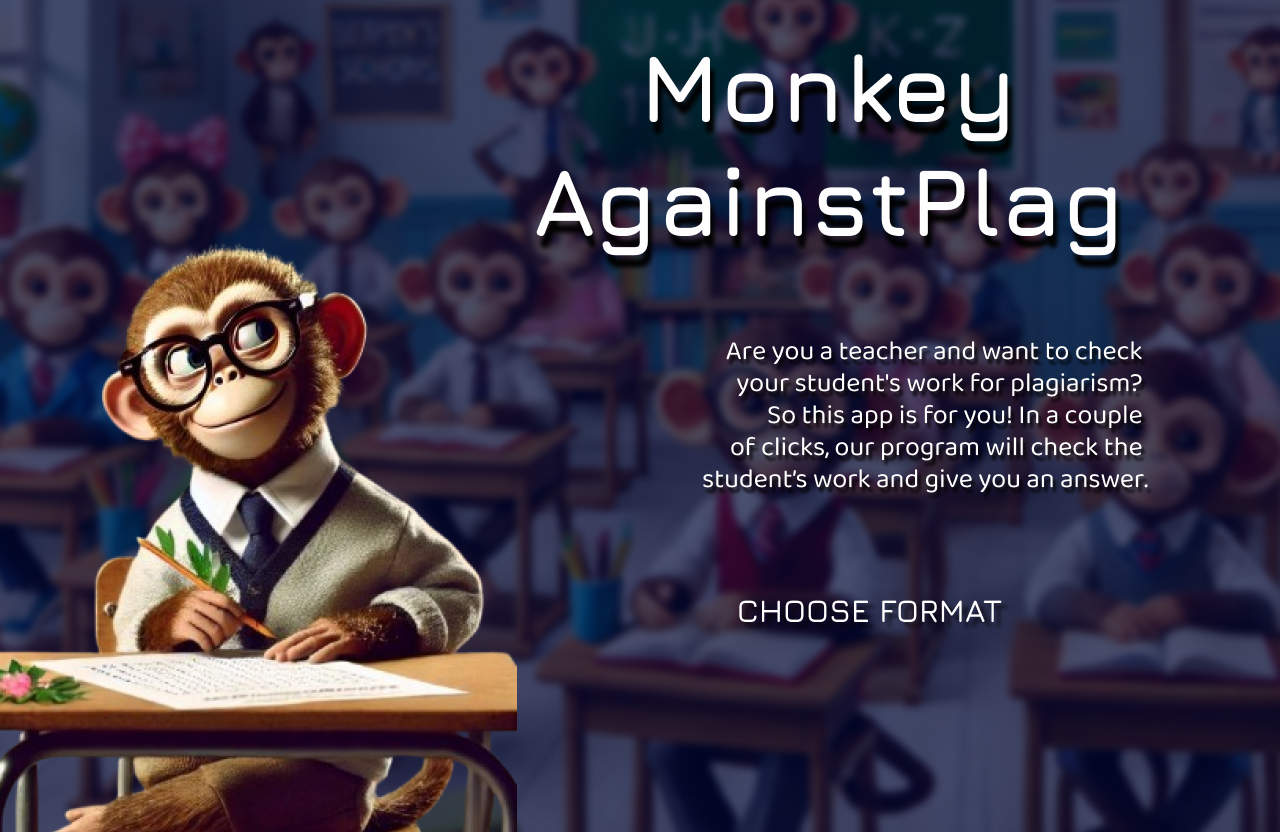 Monkey
AgainstPlag
Are you a teacher and want to check
your student's work for plagiarism?
So this app is for you! In a couple
of clicks, our program will check the
student’s work and give you an answer.
CHOOSE FORMAT